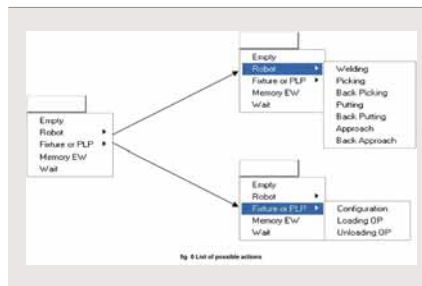 Empty
Robot
Fixture or PLP
Memory EW
Wait
Empty
Robot
Fixture or PLP
Memory EW
Wait
Welding
Picking
Back Picking
Putting
Back Putting
Approach
Back Approach
Empty
Robot
Fixture or PLP
Memory EW
Wait
Configuration
Loading OP
Unloading OP
fig 8 List of possible actions